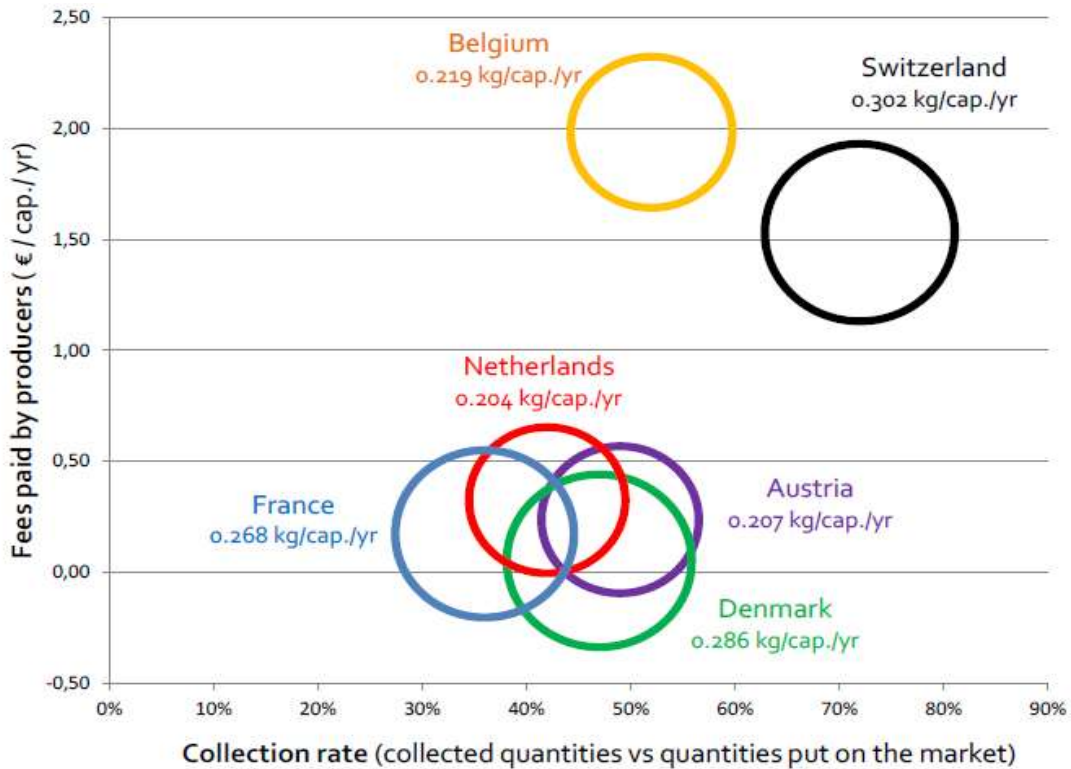 2,50
2,00
1,50
1,00
0,50
0,00
-0,50
Fees paid by producers ( € / cap./ yr)
Belgium
0.219 kg/cap./yr
Switzerland
0.302 kg/cap./yr
Netherlands
0.204 kg/cap./yr
France
0.268 kg/cap./yr
Austria
0.207 kg/cap./yr
Denmark
0.286 kg/cap./yr
0% 10% 20% 30% 40% 50% 60% 70% 80% 90%
Collection rate (collected quantities vs quantities put on the market)